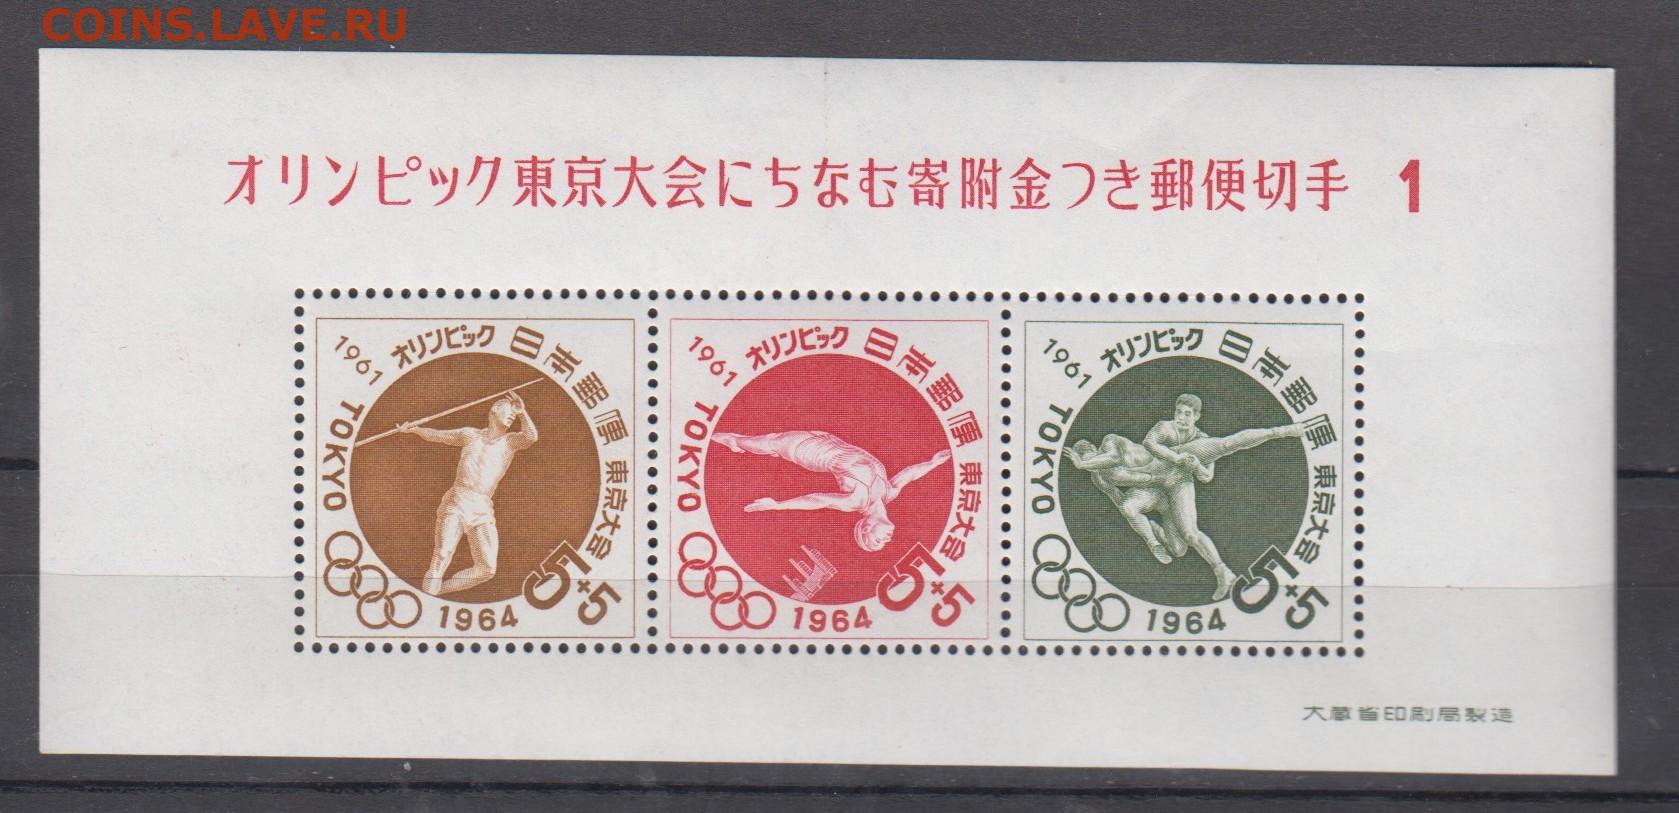 COINS.LAVE.RU
オリンピック東京大会にちなむ寄附金つき郵便切手 1
1961 オリンピック 日本郵便 東京大会
TOKYO 1964 5+5
1961 オリンピック 日本郵便 東京大会
TOKYO 1964 5+5
1961 オリンピック 日本郵便 東京大会
TOKYO 1964 5+5
大蔵省印刷局製造